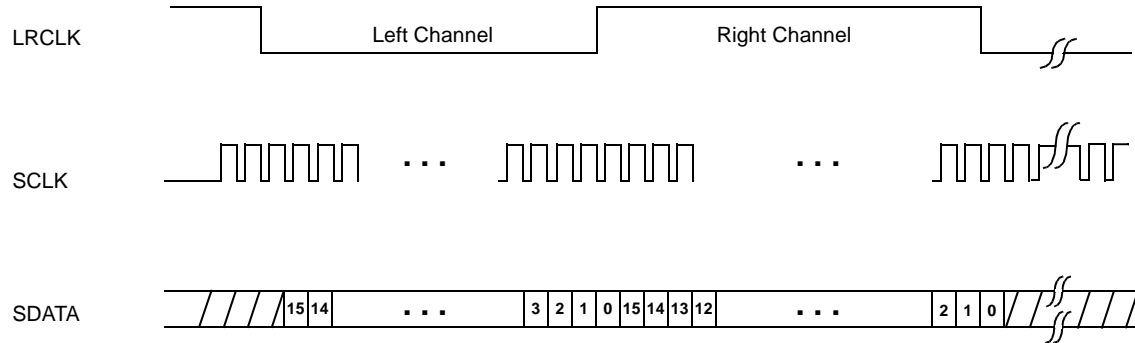 LRCLK Left Channel Right Channel
SCLK ... ...
SDATA 15 14 ... 3 2 1 0 15 14 13 12 ... 2 1 0